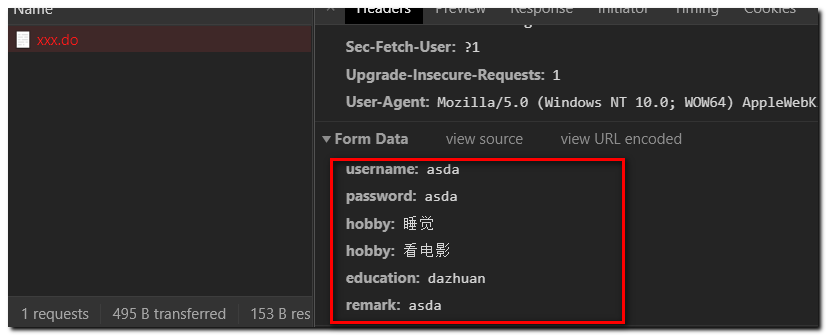 Name
Headers Preview Response Initiator Timing Cookies
xxx.do
Sec-Fetch-User: ?1
Upgrade-Insecure-Requests: 1
User-Agent: Mozilla/5.0 (Windows NT 10.0; WOW64) AppleWebK
Form Data view source view URL encoded
username: asda
password: asda
hobby: 睡觉
hobby: 看电影
education: dazhuan
remark: asda
1 requests 495 B transferred 153 B res